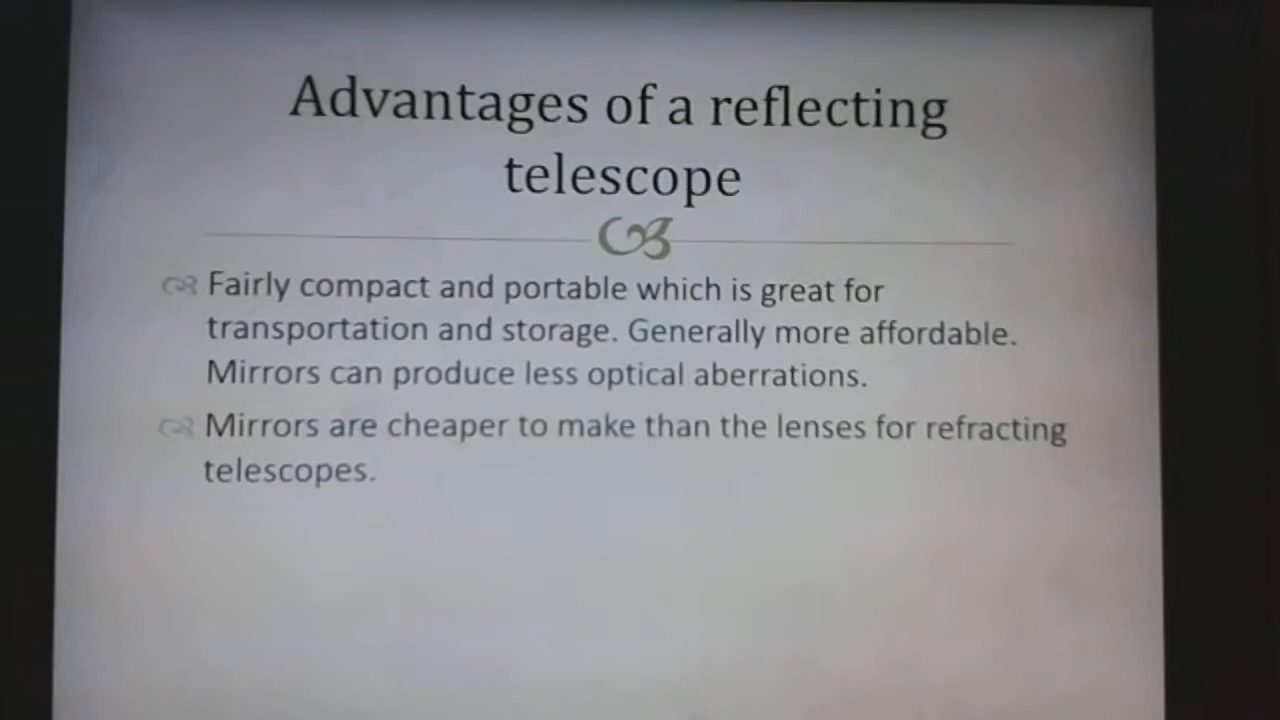 Advantages of a reflecting
telescope
Fairly compact and portable which is great for
transportation and storage. Generally more affordable.
Mirrors can produce less optical aberrations.
Mirrors are cheaper to make than the lenses for refracting
telescopes.